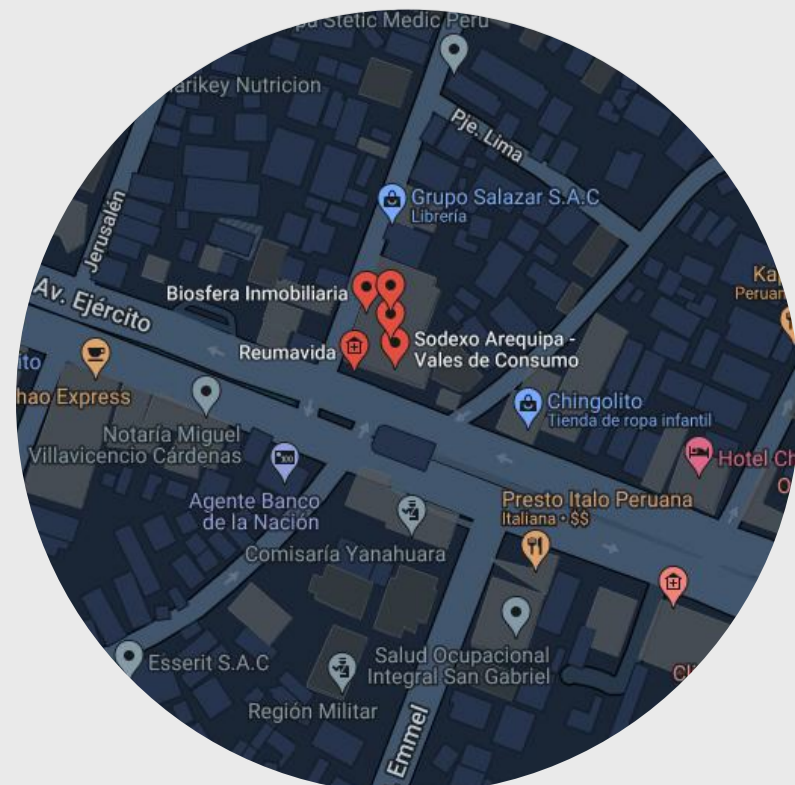 Stetic Medic Peru
Nutricion
Pje. Lima
Grupo Salazar S.A.C
Librería
Jerusalén
Av. Ejército
Biosfera Inmobiliaria
Reumavida
Sodexo Arequipa -
Vales de Consumo
Express
Chingolito
Tienda de ropa infantil
Notaría Miguel
Villavicencio Cárdenas
Hotel
Agente Banco
de la Nación
Presto Italo Peruana
Italiana • $$
Comisaría Yanahuara
Esserit S.A.C
Salud Ocupacional
Integral San Gabriel
Región Militar
Emmel